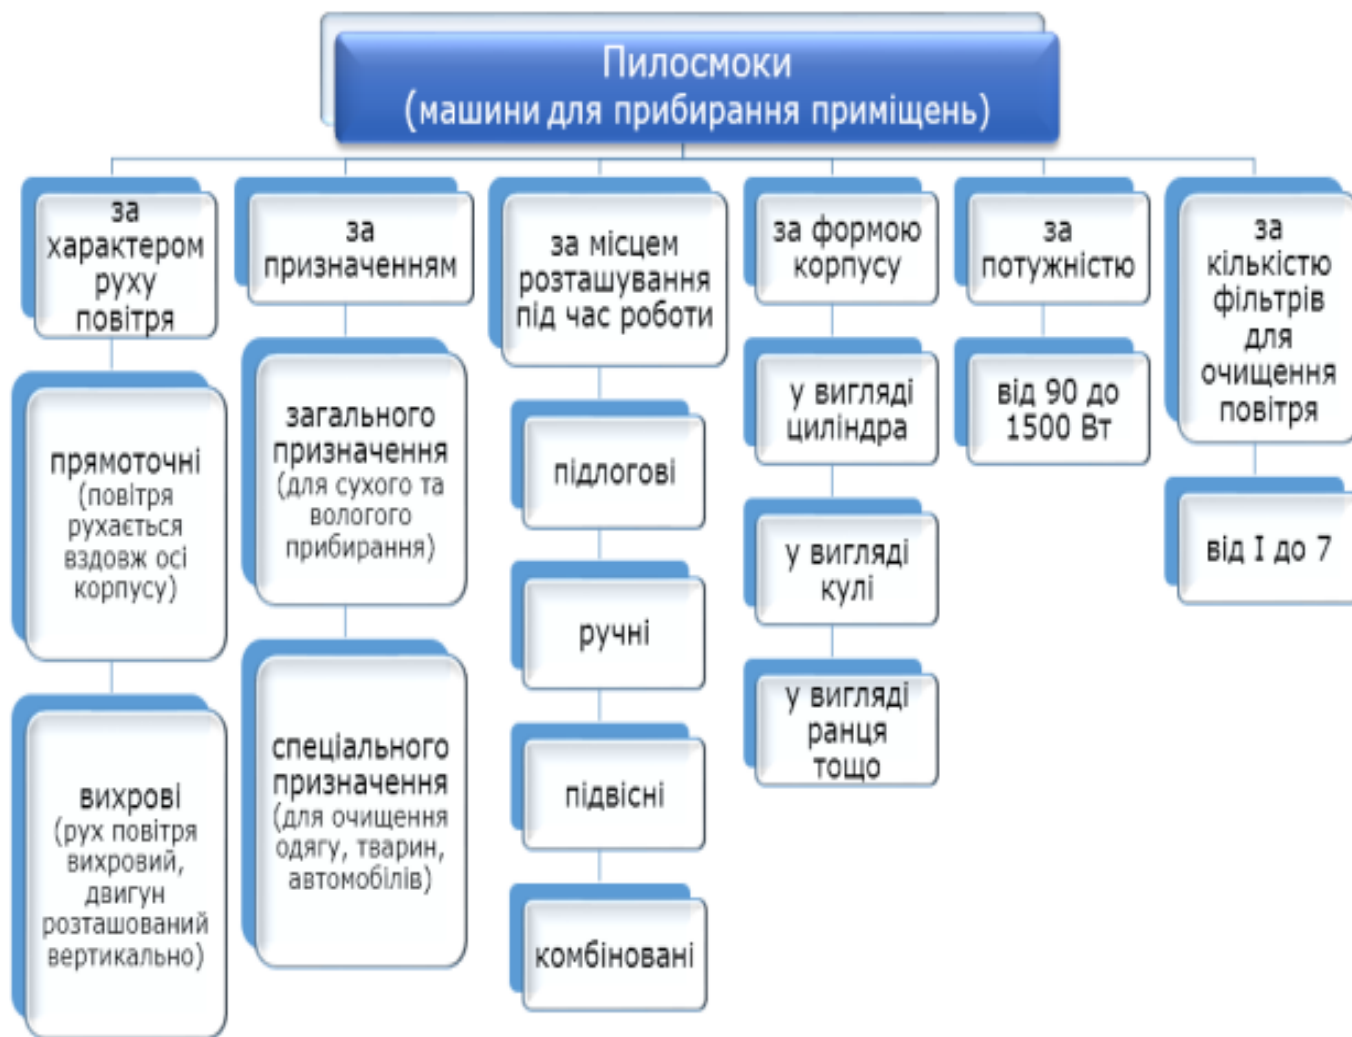 Пилосмоки
(машини для прибирання приміщень)
за
характером
руху
повітря
прямоточні
(повітря
рухається
вздовж осі
корпусу)
вихрові
(рух повітря
вихровий,
двигун
розташований
вертикально)
за
призначенням
загального
призначення
(для сухого та
вологого
прибирання)
спеціального
призначення
(для очищення
одягу, тварин,
автомобілів)
за місцем
розташування
під час роботи
підлогові
ручні
підвісні
комбіновані
за формою
корпусу
у вигляді
циліндра
у вигляді
кулі
у вигляді
ранця
тощо
за
потужністю
від 90 до
1500 Вт
за
кількістю
фільтрів
для
очищення
повітря
від І до 7